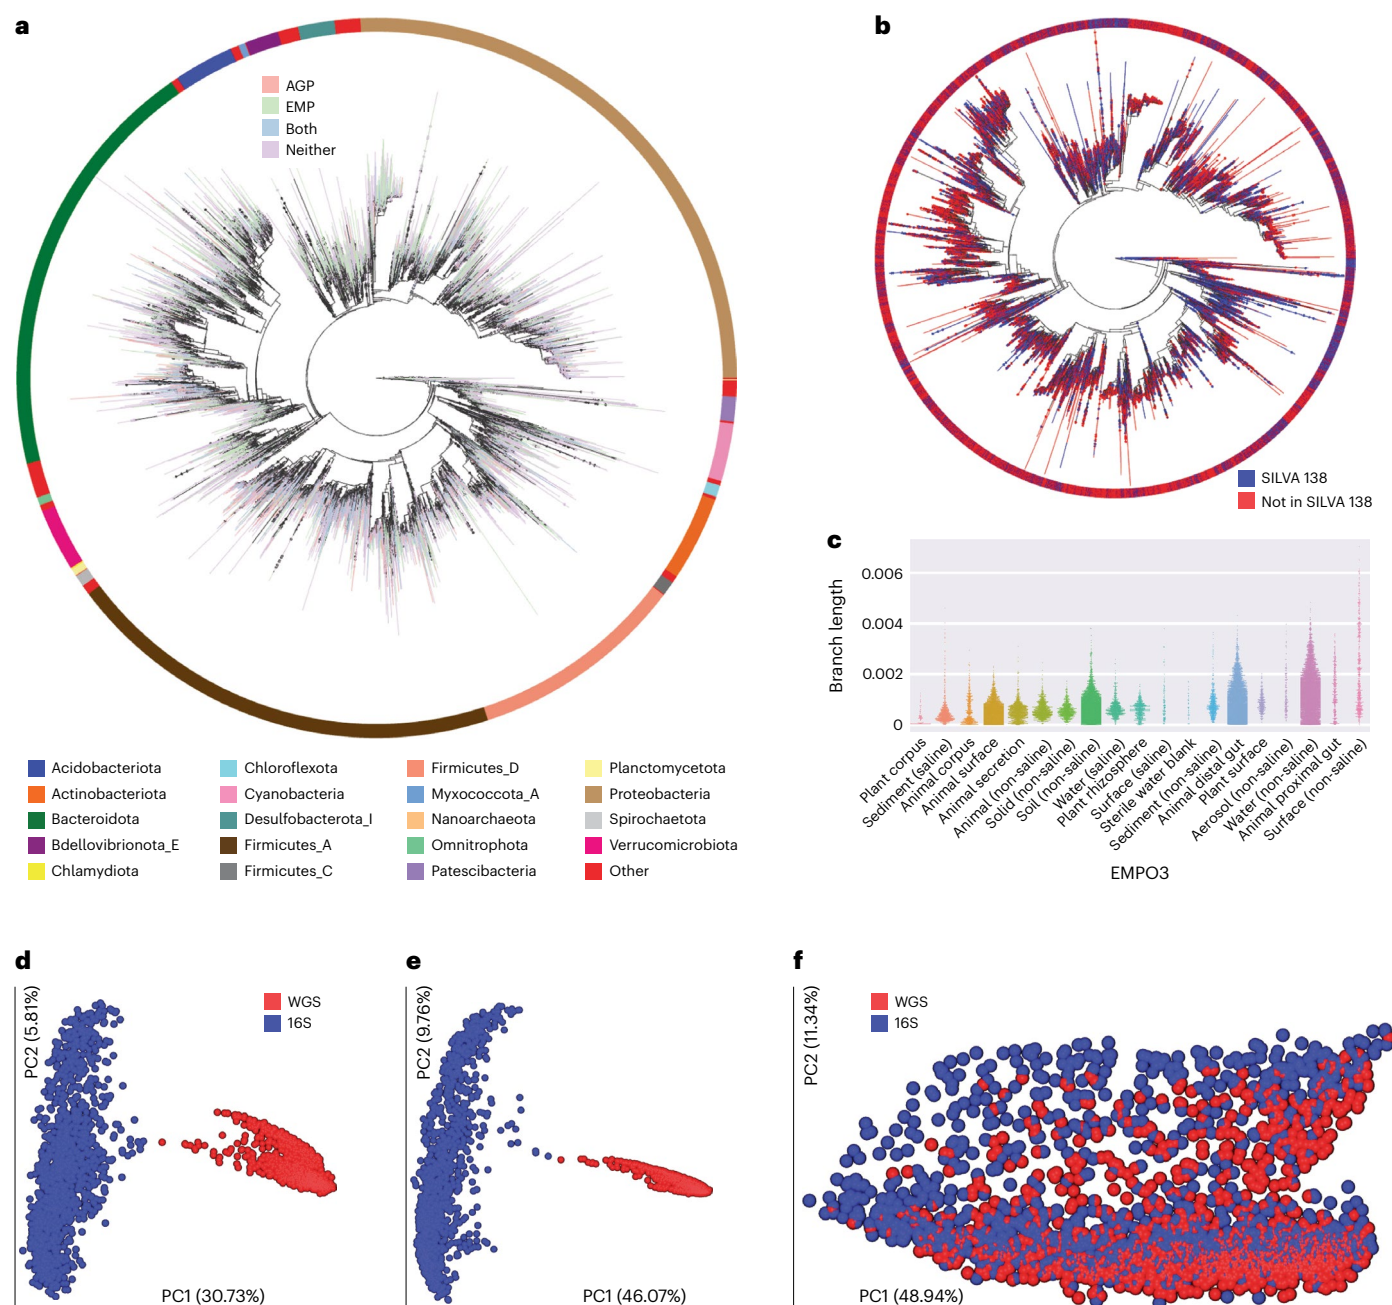 a
AGP
EMP
Both
Neither
b
SILVA 138
Not in SILVA 138
c
Branch length
0.006
0.004
0.002
0
Plant corpus
Sediment (saline)
Animal corpus
Animal surface
Animal secretion
Animal (non-saline)
Solid (non-saline)
Soil (non-saline)
Water (saline)
Plant rhizosphere
Surface (saline)
Sterile water blank
Sediment (non-saline)
Animal distal gut
Plant surface
Aerosol (non-saline)
Water (non-saline)
Animal proximal gut
Surface (non-saline)
EMPO3
Acidobacteriota
Actinobacteriota
Bacteroidota
Bdellovibrionota_E
Chlamydiota
Chloroflexota
Cyanobacteria
Desulfobacterota_I
Firmicutes_A
Firmicutes_C
Firmicutes_D
Myxococcota_A
Nanoarchaeota
Omnitrophota
Patescibacteria
Planctomycetota
Proteobacteria
Spirochaetota
Verrucomicrobiota
Other
d
PC2 (5.81%)
WGS
16S
PC1 (30.73%)
e
PC2 (9.76%)
PC1 (46.07%)
f
PC2 (11.34%)
WGS
16S
PC1 (48.94%)